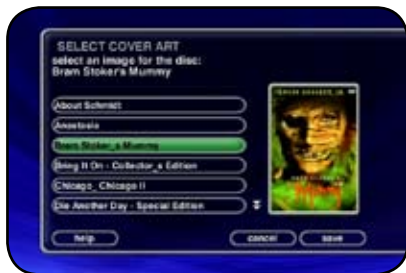 SELECT COVER ART
select an image for the disc:
Bram Stoker's Mummy
About Schmidt
Anastasia
Bram Stoker_s Mummy
Bring It On - Collector_s Edition
Chicago_ Chicago II
Die Another Day - Special Edition
help
cancel
save